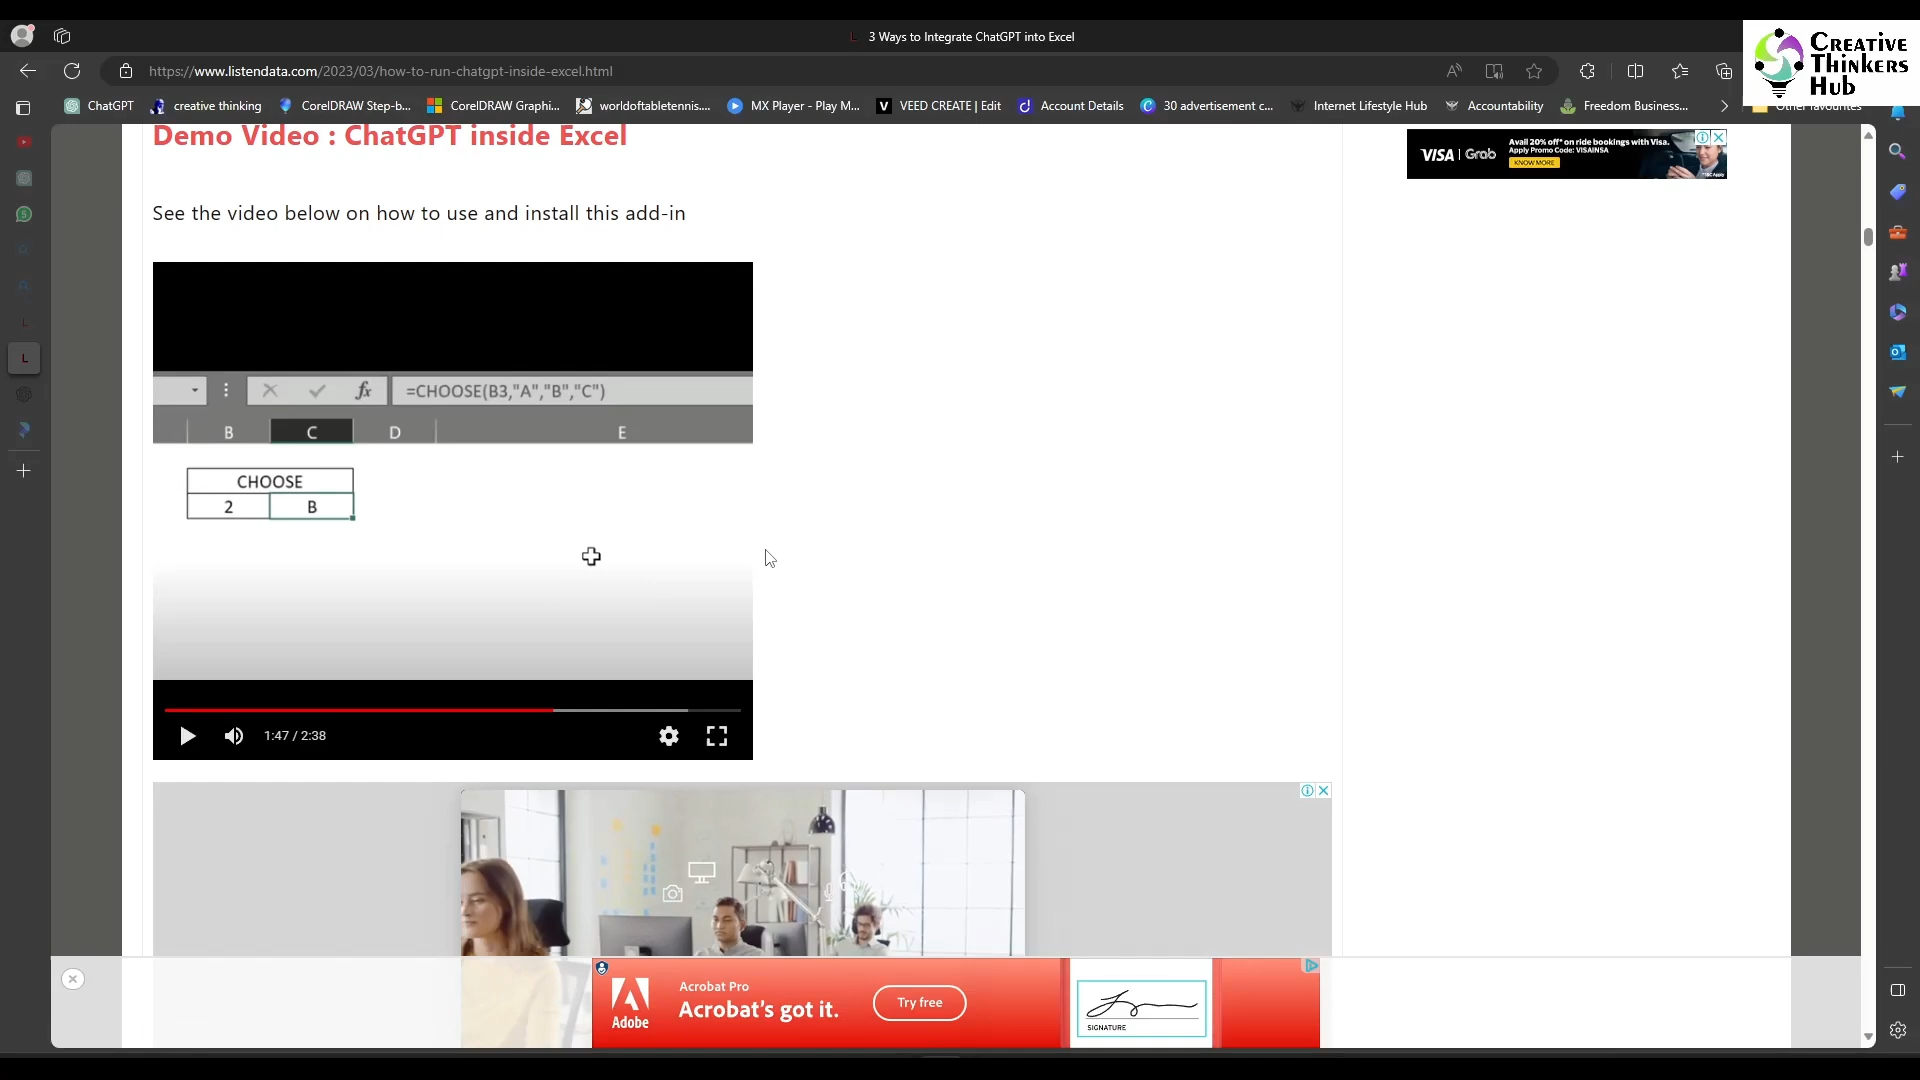 3 Ways to Integrate ChatGPT into Excel
CREATIVE
THINKERS
HUB
https://www.listendata.com/2023/03/how-to-run-chatgpt-inside-excel.html
ChatGPT
creative thinking
CorelDRAW Step-b...
CorelDRAW Graphi...
worldoftabletennis....
MX Player - Play M...
VEED CREATE | Edit
Account Details
30 advertisement c...
Internet Lifestyle Hub
Accountability
Freedom Business...
Other favourites
Demo Video : ChatGPT inside Excel
VISA | Grab
Avail 20% off* on ride bookings with Visa.
Apply Promo Code: VISAINSA
KNOW MORE
*T&C Apply
See the video below on how to use and install this add-in
fx
=CHOOSE(B3,"A","B","C")
B
C
D
E
CHOOSE
2
B
1:47 / 2:38
Adobe
Acrobat Pro
Acrobat's got it.
Try free
SIGNATURE